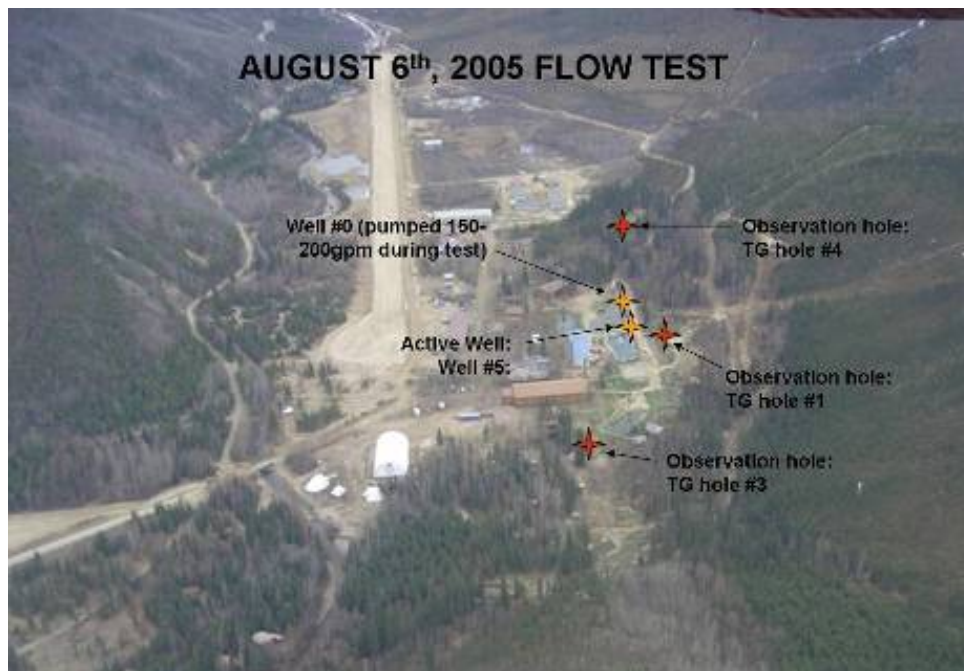 AUGUST 6th, 2005 FLOW TEST
Well #0 (pumped 150-
200gpm during test)
Observation hole:
TG hole #4
Active Well:
Well #5:
Observation hole:
TG hole #1
Observation hole:
TG hole #3